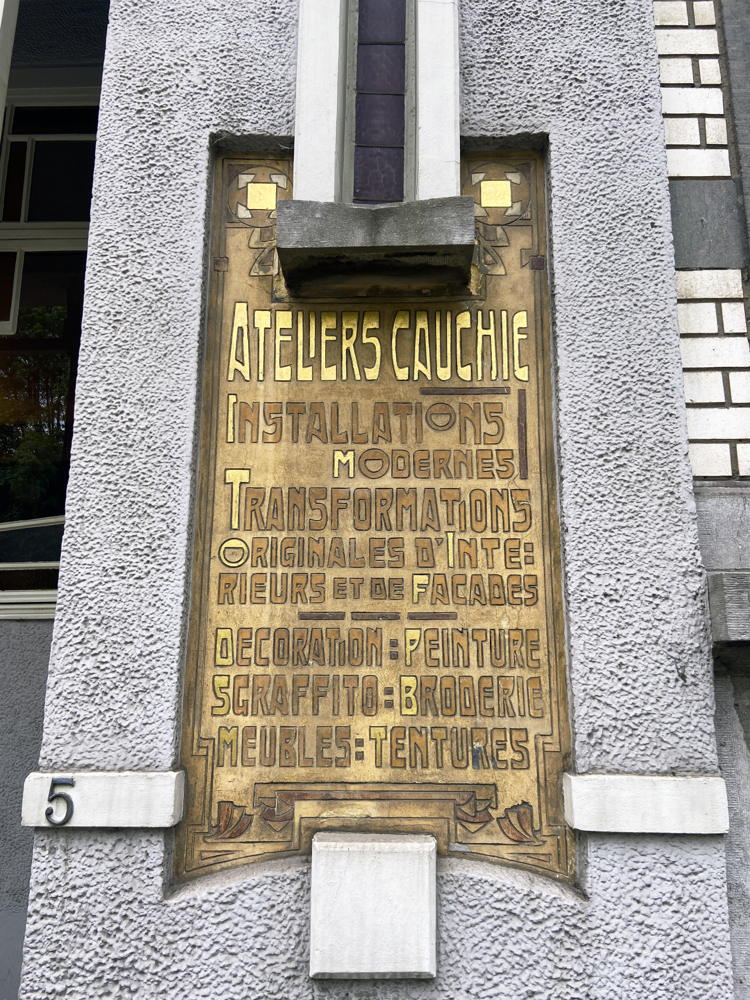 ATELIERS CAUCHIE
INSTALLATIONS
MODERNES
TRANSFORMATIONS
ORIGINALES D'INTE:
RIEURS ET DE FACADES
DECORATION : PEINTURE
SGRAFFITO : BRODERIE
MEUBLES : TENTURES
5